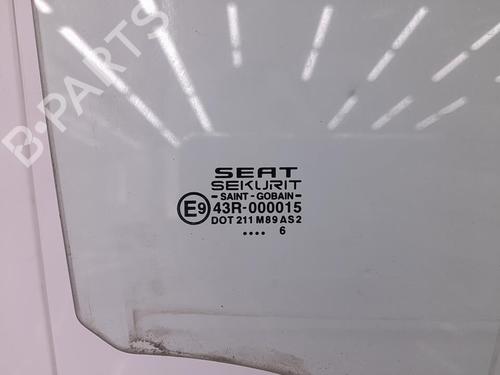 B-PARTS
SEAT
SEKURIT
- SAINT - GOBAIN -
E9 43R-000015
DOT 211 M89 AS2
.... 6